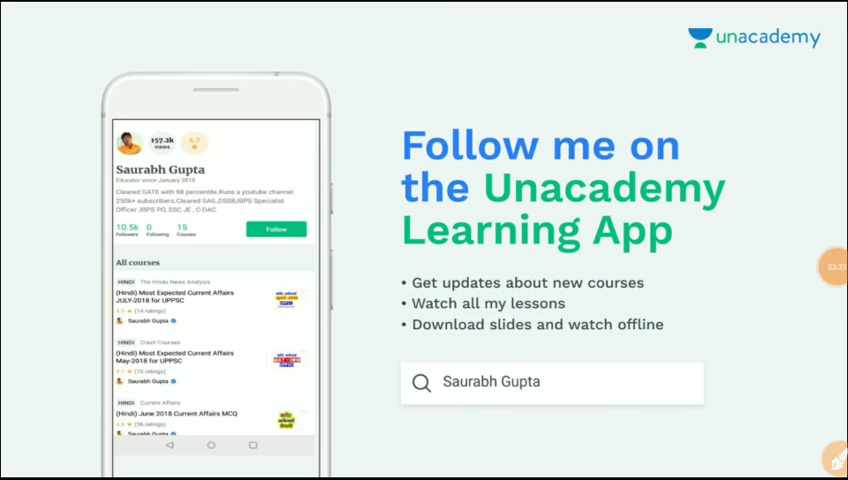 unacademy
157.2k
views
4.7
Saurabh Gupta
Educator since January 2018
Cleared GATE with 98 percentile.Runs a youtube channel
250k+ subscribers.Cleared SAIL,DSSB,IBPS Specialist
Officer ,IBPS PO, SSC JE , C-DAC.
10.5k 0 15
Followers Following Courses
Follow
All courses
HINDI The Hindu News Analysis
(Hindi) Most Expected Current Affairs
JULY-2018 for UPPSC
(14 ratings)
Saurabh Gupta
HINDI Crash Courses
(Hindi) Most Expected Current Affairs
May-2018 for UPPSC
4.7 (10 ratings)
Saurabh Gupta
HINDI Current Affairs
(Hindi) June 2018 Current Affairs MCQ
4.8 (56 ratings)
Saurabh Gupta
Follow me on
the Unacademy
Learning App
• Get updates about new courses
• Watch all my lessons
• Download slides and watch offline
Saurabh Gupta
03:33